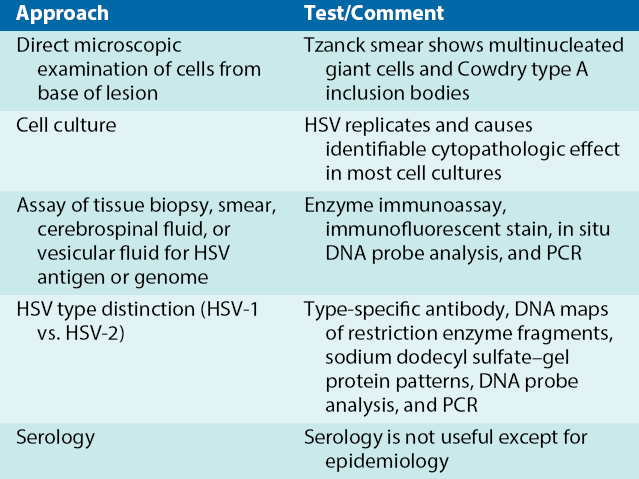 Approach Test/Comment
Direct microscopic
examination of cells from
base of lesion
Tzanck smear shows multinucleated
giant cells and Cowdry type A
inclusion bodies
Cell culture
HSV replicates and causes
identifiable cytopathologic effect
in most cell cultures
Assay of tissue biopsy, smear,
cerebrospinal fluid, or
vesicular fluid for HSV
antigen or genome
Enzyme immunoassay,
immunofluorescent stain, in situ
DNA probe analysis, and PCR
HSV type distinction (HSV-1
vs. HSV-2)
Type-specific antibody, DNA maps
of restriction enzyme fragments,
sodium dodecyl sulfate–gel
protein patterns, DNA probe
analysis, and PCR
Serology
Serology is not useful except for
epidemiology